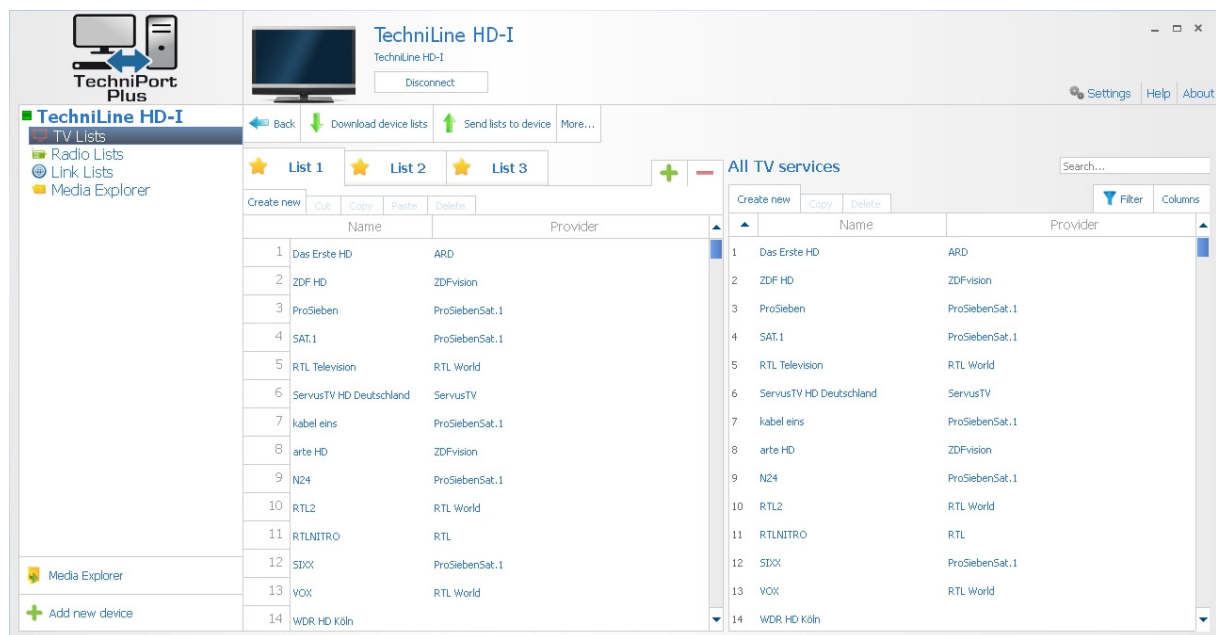 TechniPort
Plus
TechniLine HD-I
TechniLine HD-I
Disconnect
Settings Help About
TechniLine HD-I
TV Lists
Radio Lists
Link Lists
Media Explorer
Media Explorer
Add new device
Back Download device lists Send lists to device More...
List 1 List 2 List 3
Create new Cut Copy Paste Delete
Name Provider
1 Das Erste HD ARD
2 ZDF HD ZDFvision
3 ProSieben ProSiebenSat.1
4 SAT.1 ProSiebenSat.1
5 RTL Television RTL World
6 ServusTV HD Deutschland ServusTV
7 kabel eins ProSiebenSat.1
8 arte HD ZDFvision
9 N24 ProSiebenSat.1
10 RTL2 RTL World
11 RTLNITRO RTL
12 SIXX ProSiebenSat.1
13 VOX RTL World
14 WDR HD Köln
All TV services
Search...
Create new Copy Delete
Filter Columns
Name Provider
1 Das Erste HD ARD
2 ZDF HD ZDFvision
3 ProSieben ProSiebenSat.1
4 SAT.1 ProSiebenSat.1
5 RTL Television RTL World
6 ServusTV HD Deutschland ServusTV
7 kabel eins ProSiebenSat.1
8 arte HD ZDFvision
9 N24 ProSiebenSat.1
10 RTL2 RTL World
11 RTLNITRO RTL
12 SIXX ProSiebenSat.1
13 VOX RTL World
14 WDR HD Köln